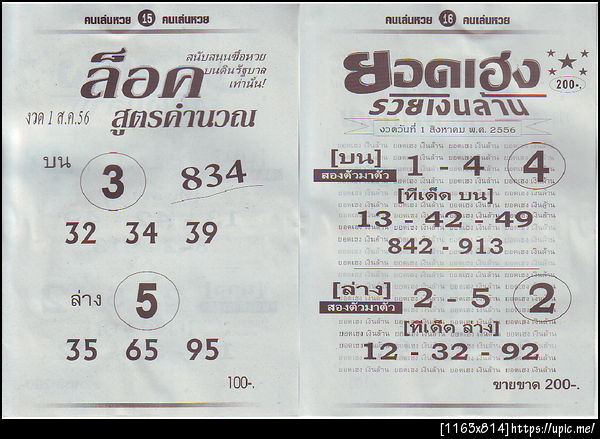 คนเล่นหวย 15 คนเล่นหวย
ล็อค
สนับสนนซื้อหวย
บนดินรัฐบาล
เท่านั้น!
งวด 1 ส.ค.56
สูตรคำนวณ
บน 3 834
32 34 39
ล่าง 5
35 65 95
100-.
คนเล่นหวย 16 คนเล่นหวย
ยอดเฮง
200-.
รวยเงินล้าน
งวดวันที่ 1 สิงหาคม พ.ศ. 2556
[บน] 1 - 4 4
สองตัวมาตัว
[ทีเด็ด บน]
13 - 42 - 49
842 - 913
[ล่าง] 2 - 5 2
สองตัวมาตัว
[ทีเด็ด ล่าง]
12 - 32 - 92
ขายขาด 200-.
[1163x814]https://upic.me/